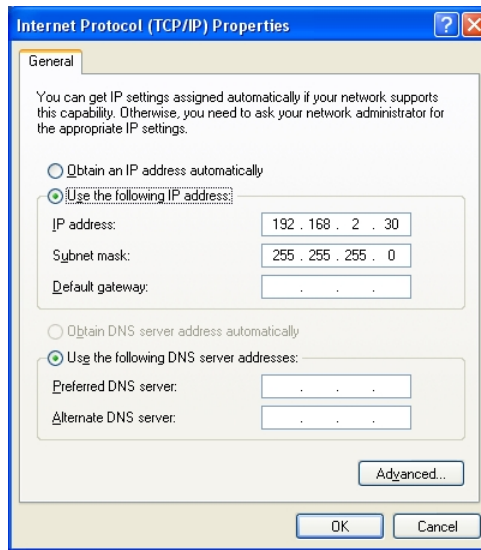 Internet Protocol (TCP/IP) Properties
General
You can get IP settings assigned automatically if your network supports
this capability. Otherwise, you need to ask your network administrator for
the appropriate IP settings.
Obtain an IP address automatically
Use the following IP address:
IP address: 192 . 168 . 2 . 30
Subnet mask: 255 . 255 . 255 . 0
Default gateway: . . .
Obtain DNS server address automatically
Use the following DNS server addresses:
Preferred DNS server: . . .
Alternate DNS server: . . .
Advanced...
OK Cancel